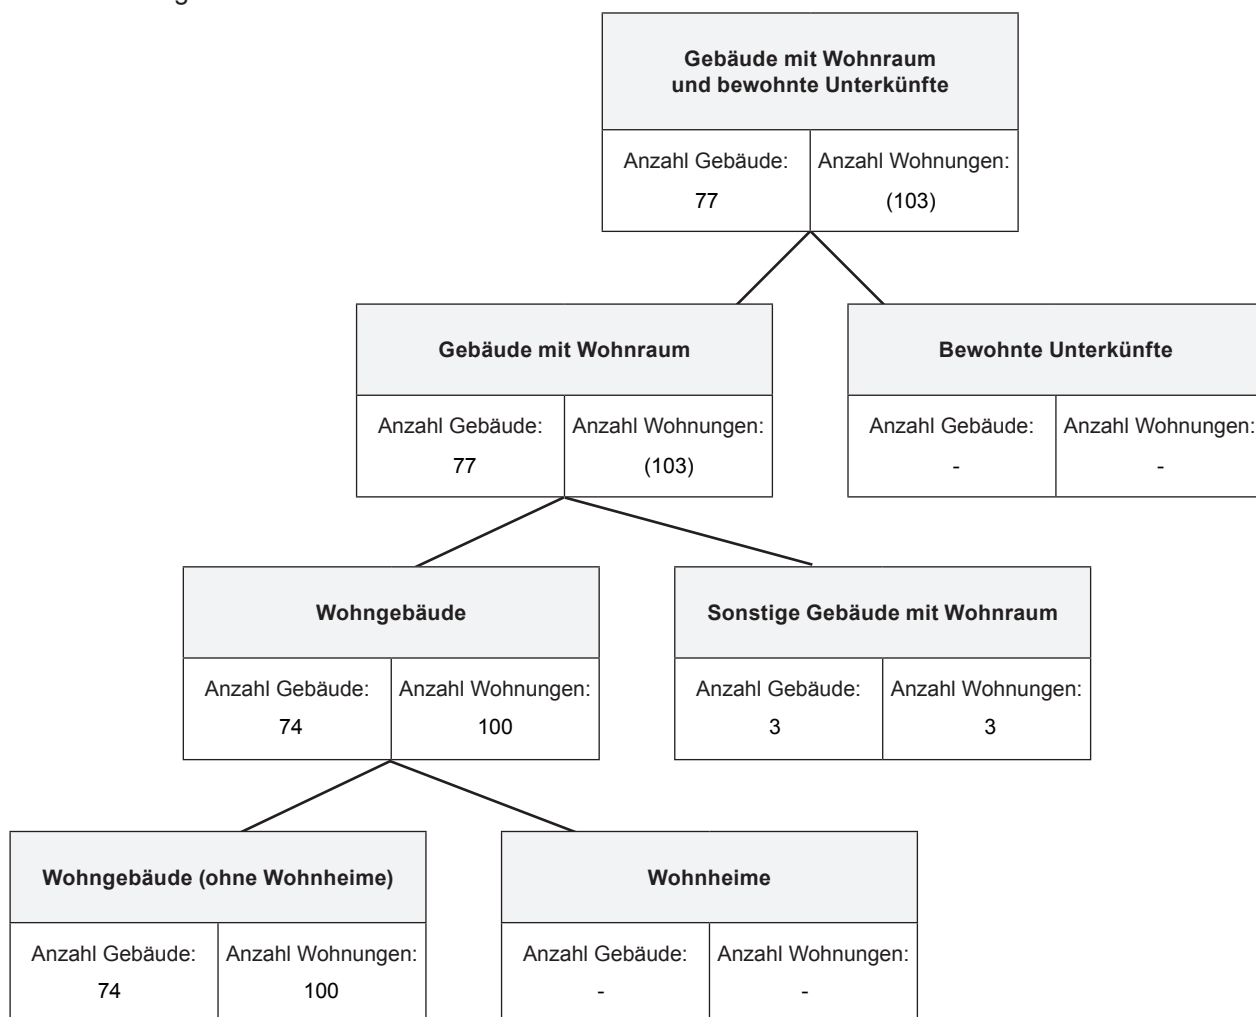 Gebäude mit Wohnraum
und bewohnte Unterkünfte
Anzahl Gebäude: Anzahl Wohnungen:
77 (103)
Gebäude mit Wohnraum
Bewohnte Unterkünfte
Anzahl Gebäude: Anzahl Wohnungen:
77 (103)
Anzahl Gebäude: Anzahl Wohnungen:
- -
Wohngebäude
Sonstige Gebäude mit Wohnraum
Anzahl Gebäude: Anzahl Wohnungen:
74 100
Anzahl Gebäude: Anzahl Wohnungen:
3 3
Wohngebäude (ohne Wohnheime)
Wohnheime
Anzahl Gebäude: Anzahl Wohnungen:
74 100
Anzahl Gebäude: Anzahl Wohnungen:
- -